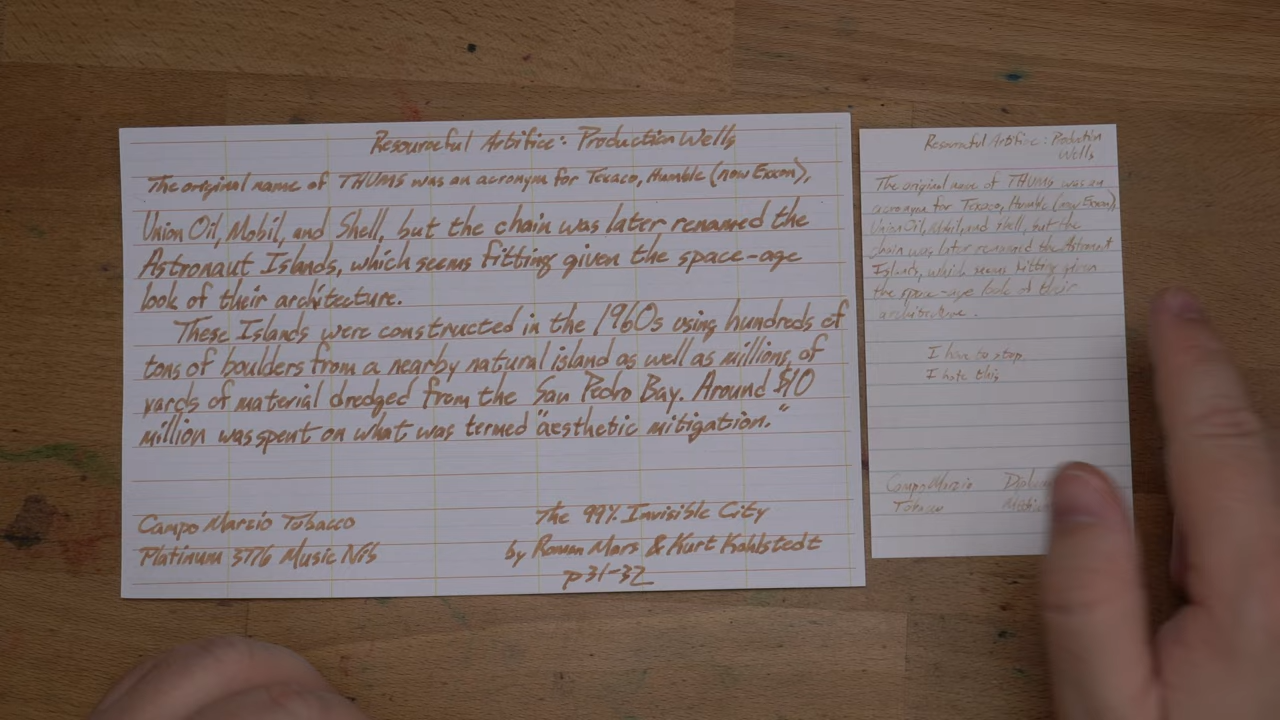 Resourceful Artifice: Production Wells
The original name of THUMS was an acronym for Texaco, Humble (now Exxon),
Union Oil, Mobil, and Shell, but the chain was later renamed the
Astronaut Islands, which seems fitting given the space-age
look of their architecture.
These Islands were constructed in the 1960s using hundreds of
tons of boulders from a nearby natural island as well as millions of
yards of material dredged from the San Pedro Bay. Around $10
million was spent on what was termed "aesthetic mitigation."
Campo Marzio Tobacco
Platinum 3776 Music Nib
The 99% Invisible City
by Roman Mars & Kurt Kohlstedt
p31-32
Resourceful Artifice: Production
Wells
The original name of THUMS was an
acronym for Texaco, Humble (now Exxon),
Union Oil, Mobil, and Shell, but the
chain was later renamed the Astronaut
Islands, which seems fitting given
the space-age look of their
architecture.
I have to stop
I hate this
Campo Marzio
Tobacco